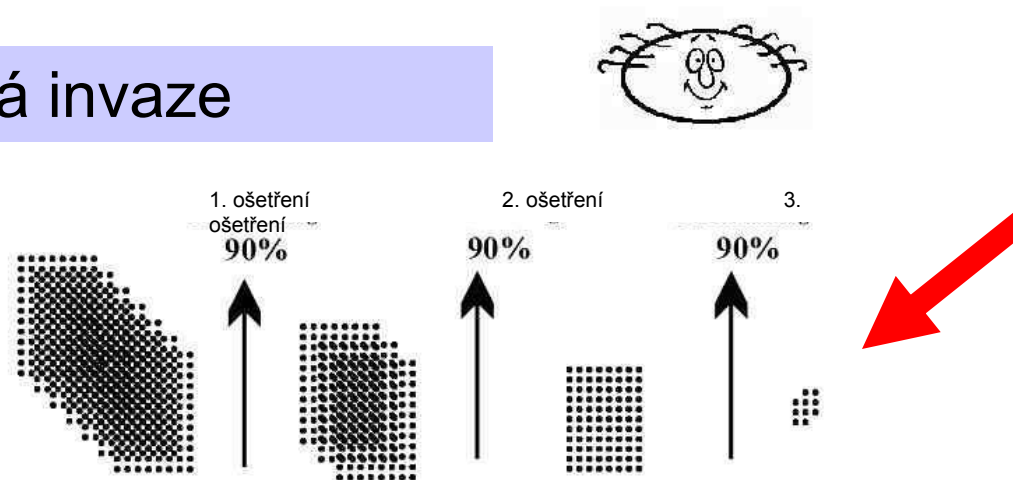 á invaze
1. ošetření 2. ošetření 3.
ošetření
90% 90% 90%